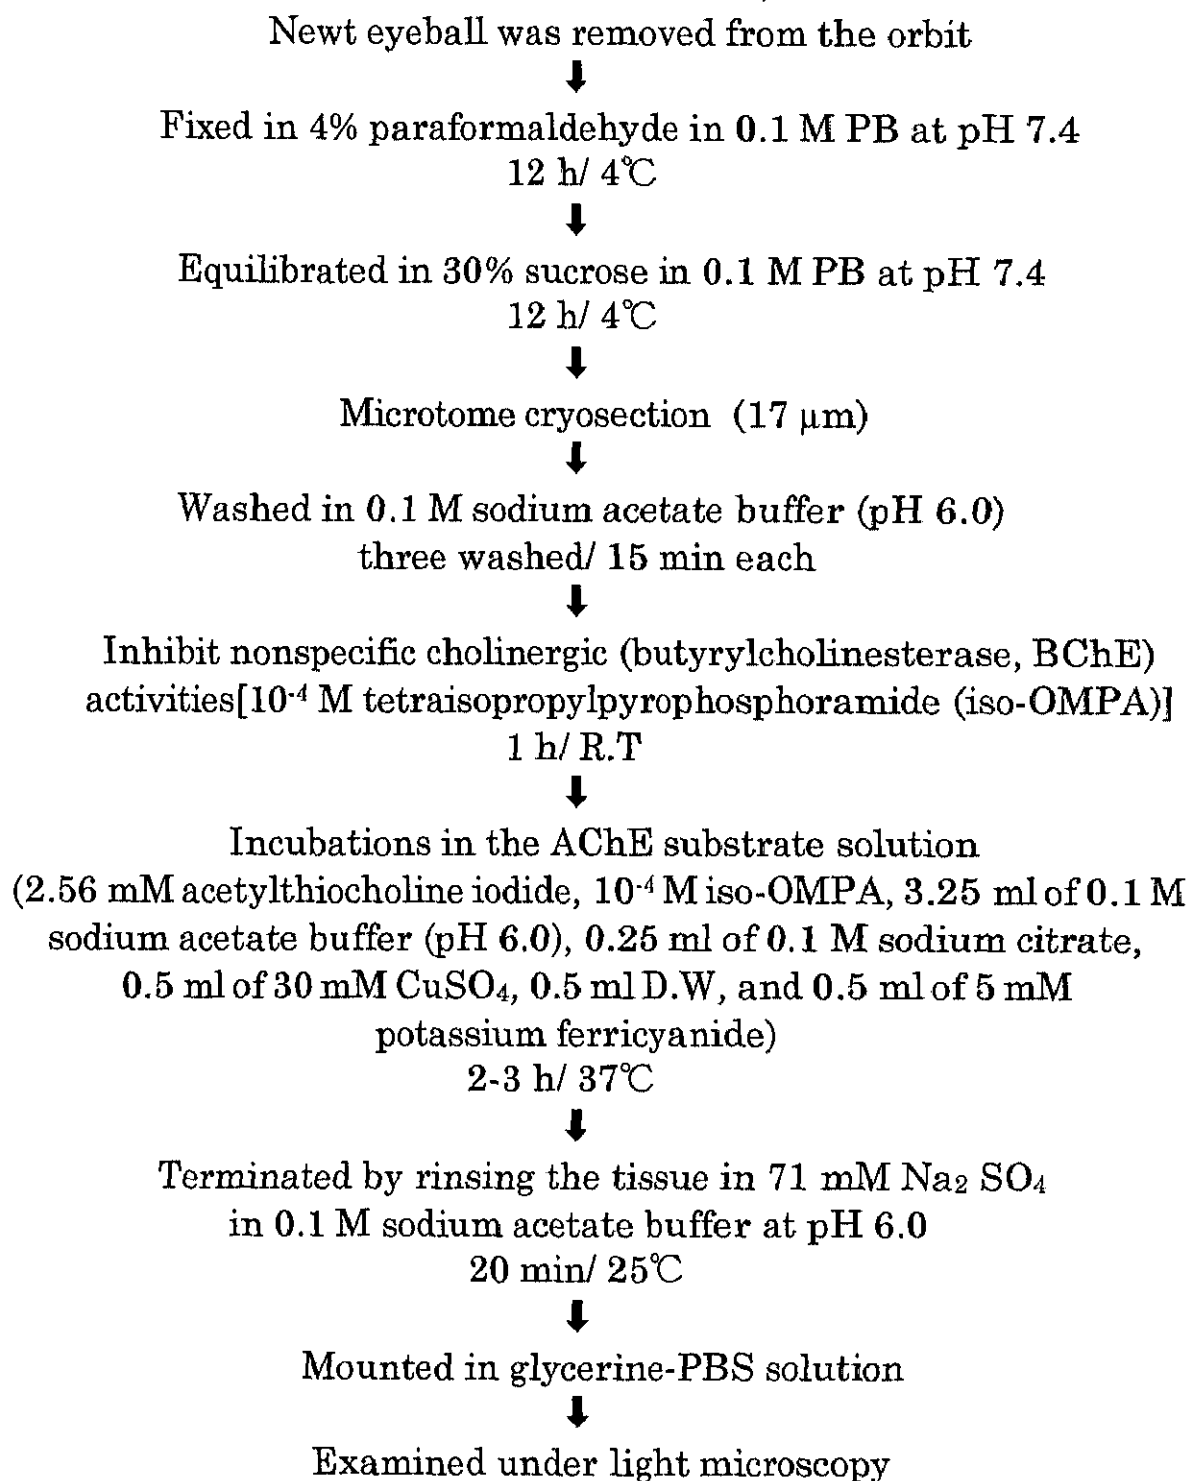 Newt eyeball was removed from the orbit
⬇
Fixed in 4% paraformaldehyde in 0.1 M PB at pH 7.4
12 h/ 4℃
⬇
Equilibrated in 30% sucrose in 0.1 M PB at pH 7.4
12 h/ 4℃
⬇
Microtome cryosection (17 μm)
⬇
Washed in 0.1 M sodium acetate buffer (pH 6.0)
three washed/ 15 min each
⬇
Inhibit nonspecific cholinergic (butyrylcholinesterase, BChE)
activities[10⁻⁴ M tetraisopropylpyrophosphoramide (iso-OMPA)]
1 h/ R.T
⬇
Incubations in the AChE substrate solution
(2.56 mM acetylthiocholine iodide, 10⁻⁴ M iso-OMPA, 3.25 ml of 0.1 M
sodium acetate buffer (pH 6.0), 0.25 ml of 0.1 M sodium citrate,
0.5 ml of 30 mM CuSO₄, 0.5 ml D.W, and 0.5 ml of 5 mM
potassium ferricyanide)
2-3 h/ 37℃
⬇
Terminated by rinsing the tissue in 71 mM Na₂ SO₄
in 0.1 M sodium acetate buffer at pH 6.0
20 min/ 25℃
⬇
Mounted in glycerine-PBS solution
⬇
Examined under light microscopy